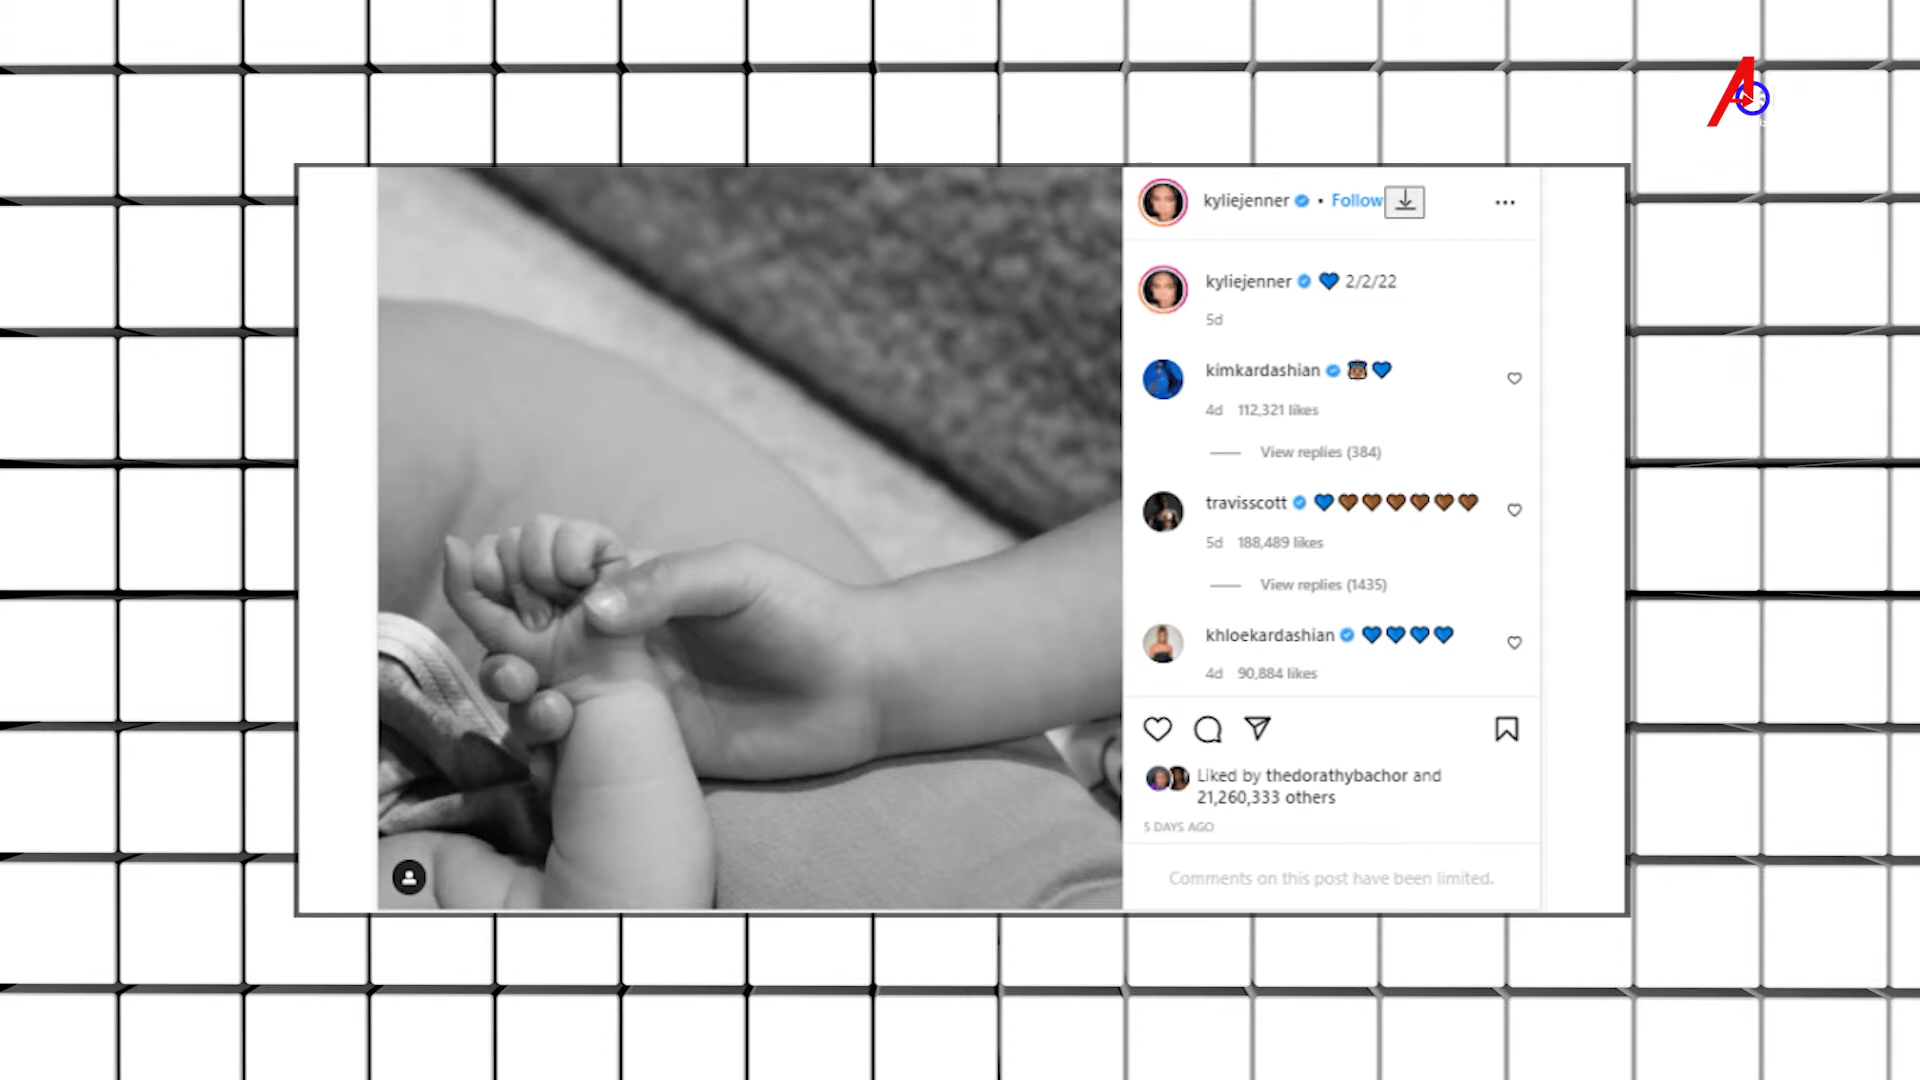 kyliejenner • Follow
kyliejenner 💙 2/2/22
5d
kimkardashian 💙
4d 112,321 likes
View replies (384)
travisscott 💙🤎🤎🤎🤎🤎🤎
5d 188,489 likes
View replies (1435)
khloekardashian 💙💙💙💙
4d 90,884 likes
Liked by thedorathybachor and
21,260,333 others
5 DAYS AGO
Comments on this post have been limited.